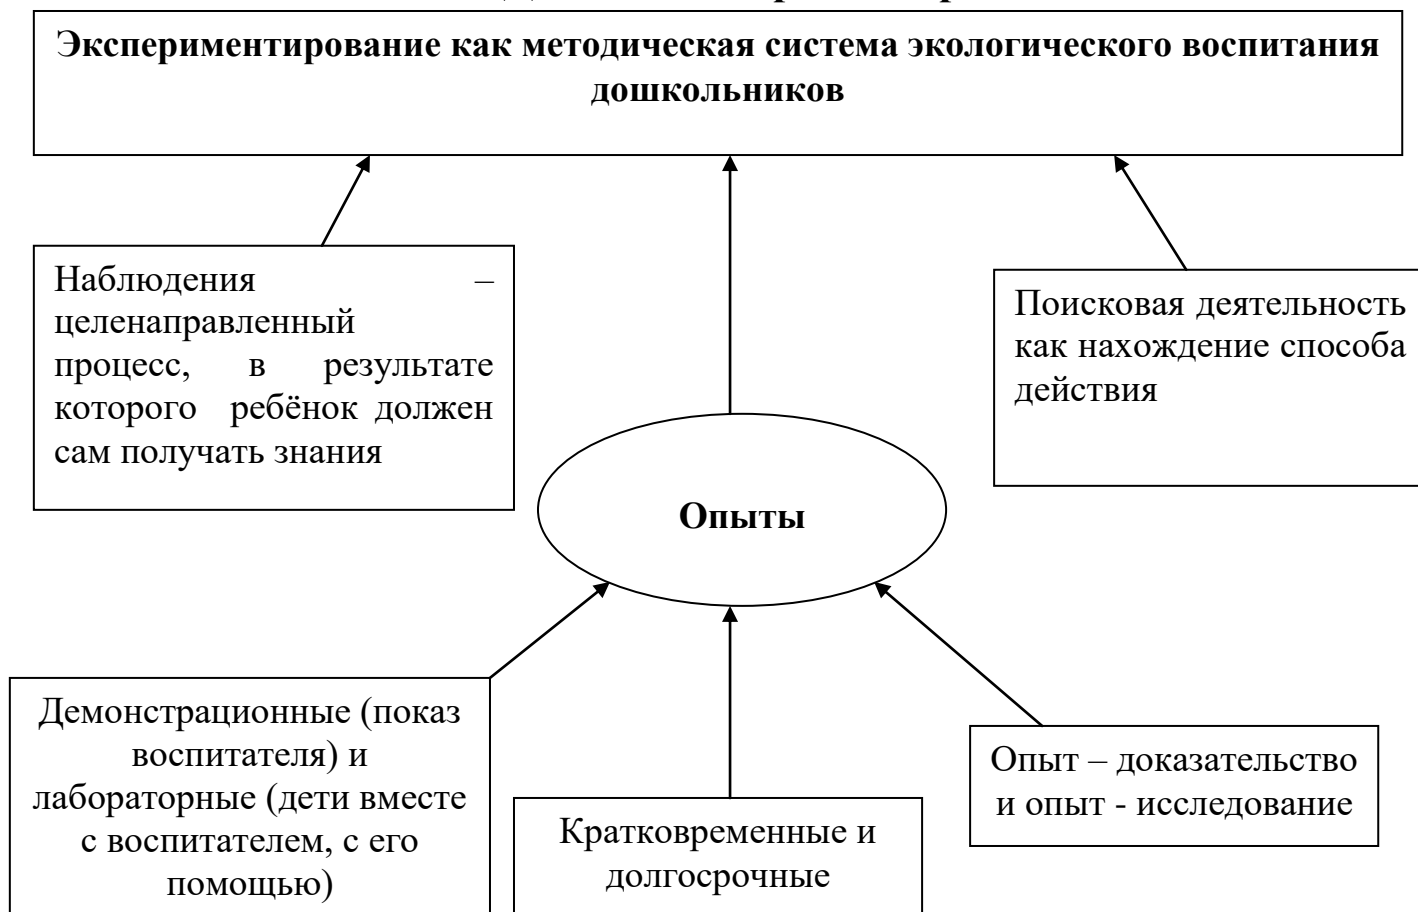 Экспериментирование как методическая система экологического воспитания
дошкольников
Наблюдения –
целенаправленный
процесс, в результате
которого ребёнок должен
сам получать знания
Поисковая деятельность
как нахождение способа
действия
Опыты
Демонстрационные (показ
воспитателя) и
лабораторные (дети вместе
с воспитателем, с его
помощью)
Кратковременные и
долгосрочные
Опыт – доказательство
и опыт - исследование